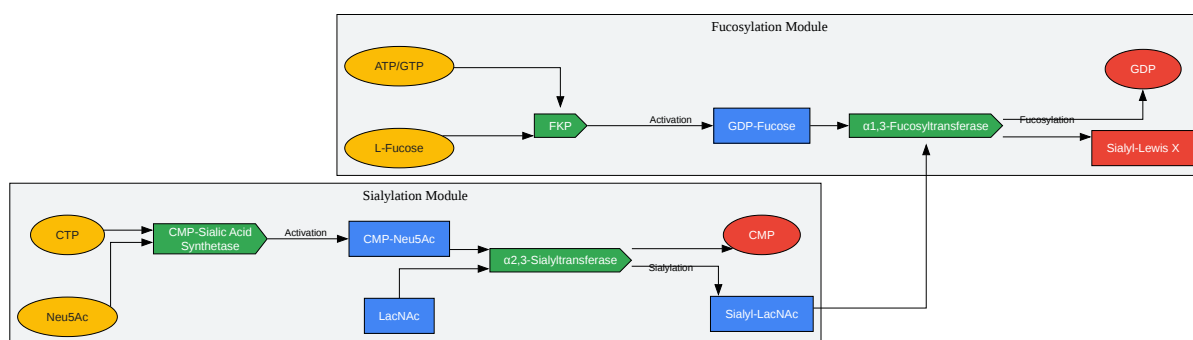 Fucosylation Module
ATP/GTP
GDP
FKP
Activation
GDP-Fucose
α1,3-Fucosyltransferase
Fucosylation
L-Fucose
Sialyl-Lewis X
Sialylation Module
CTP
CMP-Sialic Acid
Synthetase
Activation
CMP-Neu5Ac
CMP
α2,3-Sialyltransferase
Sialylation
Neu5Ac
LacNAc
Sialyl-LacNAc